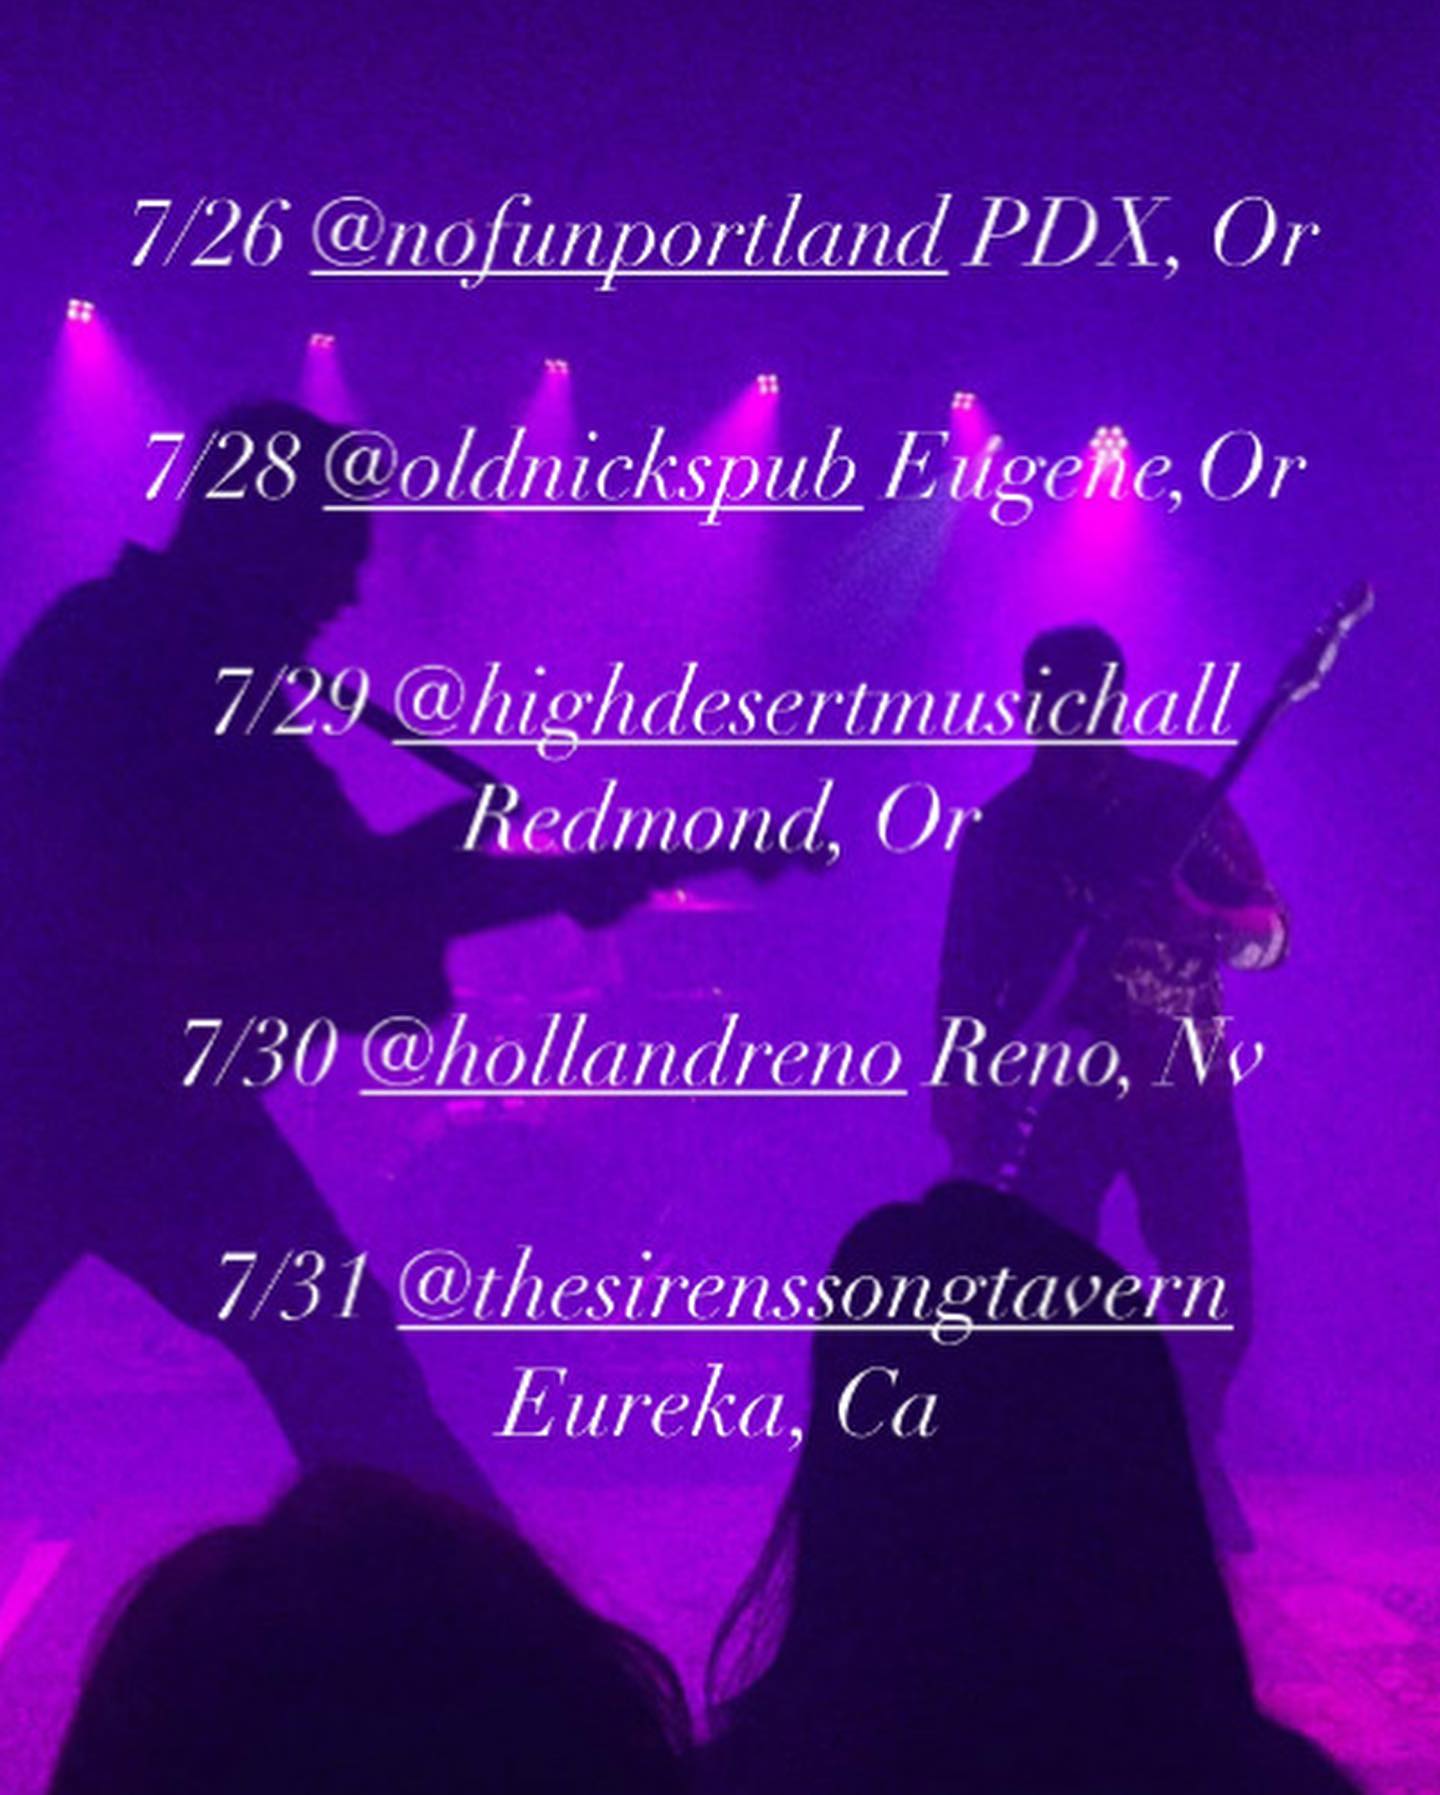 7/26 @nofunportland PDX, Or
7/28 @oldnickspub Eugene,Or
7/29 @highdesertmusichall
Redmond, Or
7/30 @hollandreno Reno, Nv
7/31 @thesirenssongtavern
Eureka, Ca